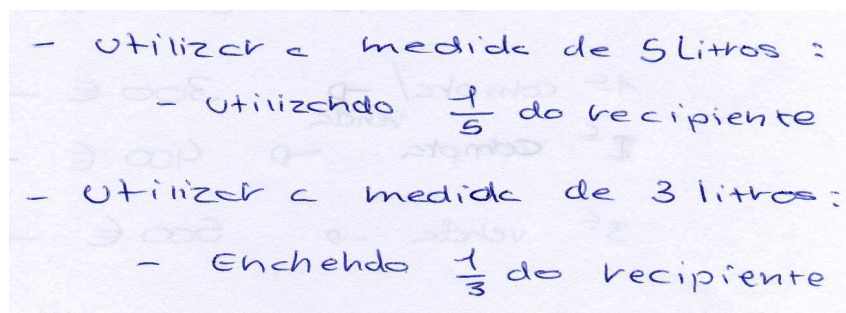 - Utilizar a medida de 5 Litros :
- Utilizando 1/5 do recipiente
- Utilizar a medida de 3 litros :
- Enchendo 1/3 do recipiente